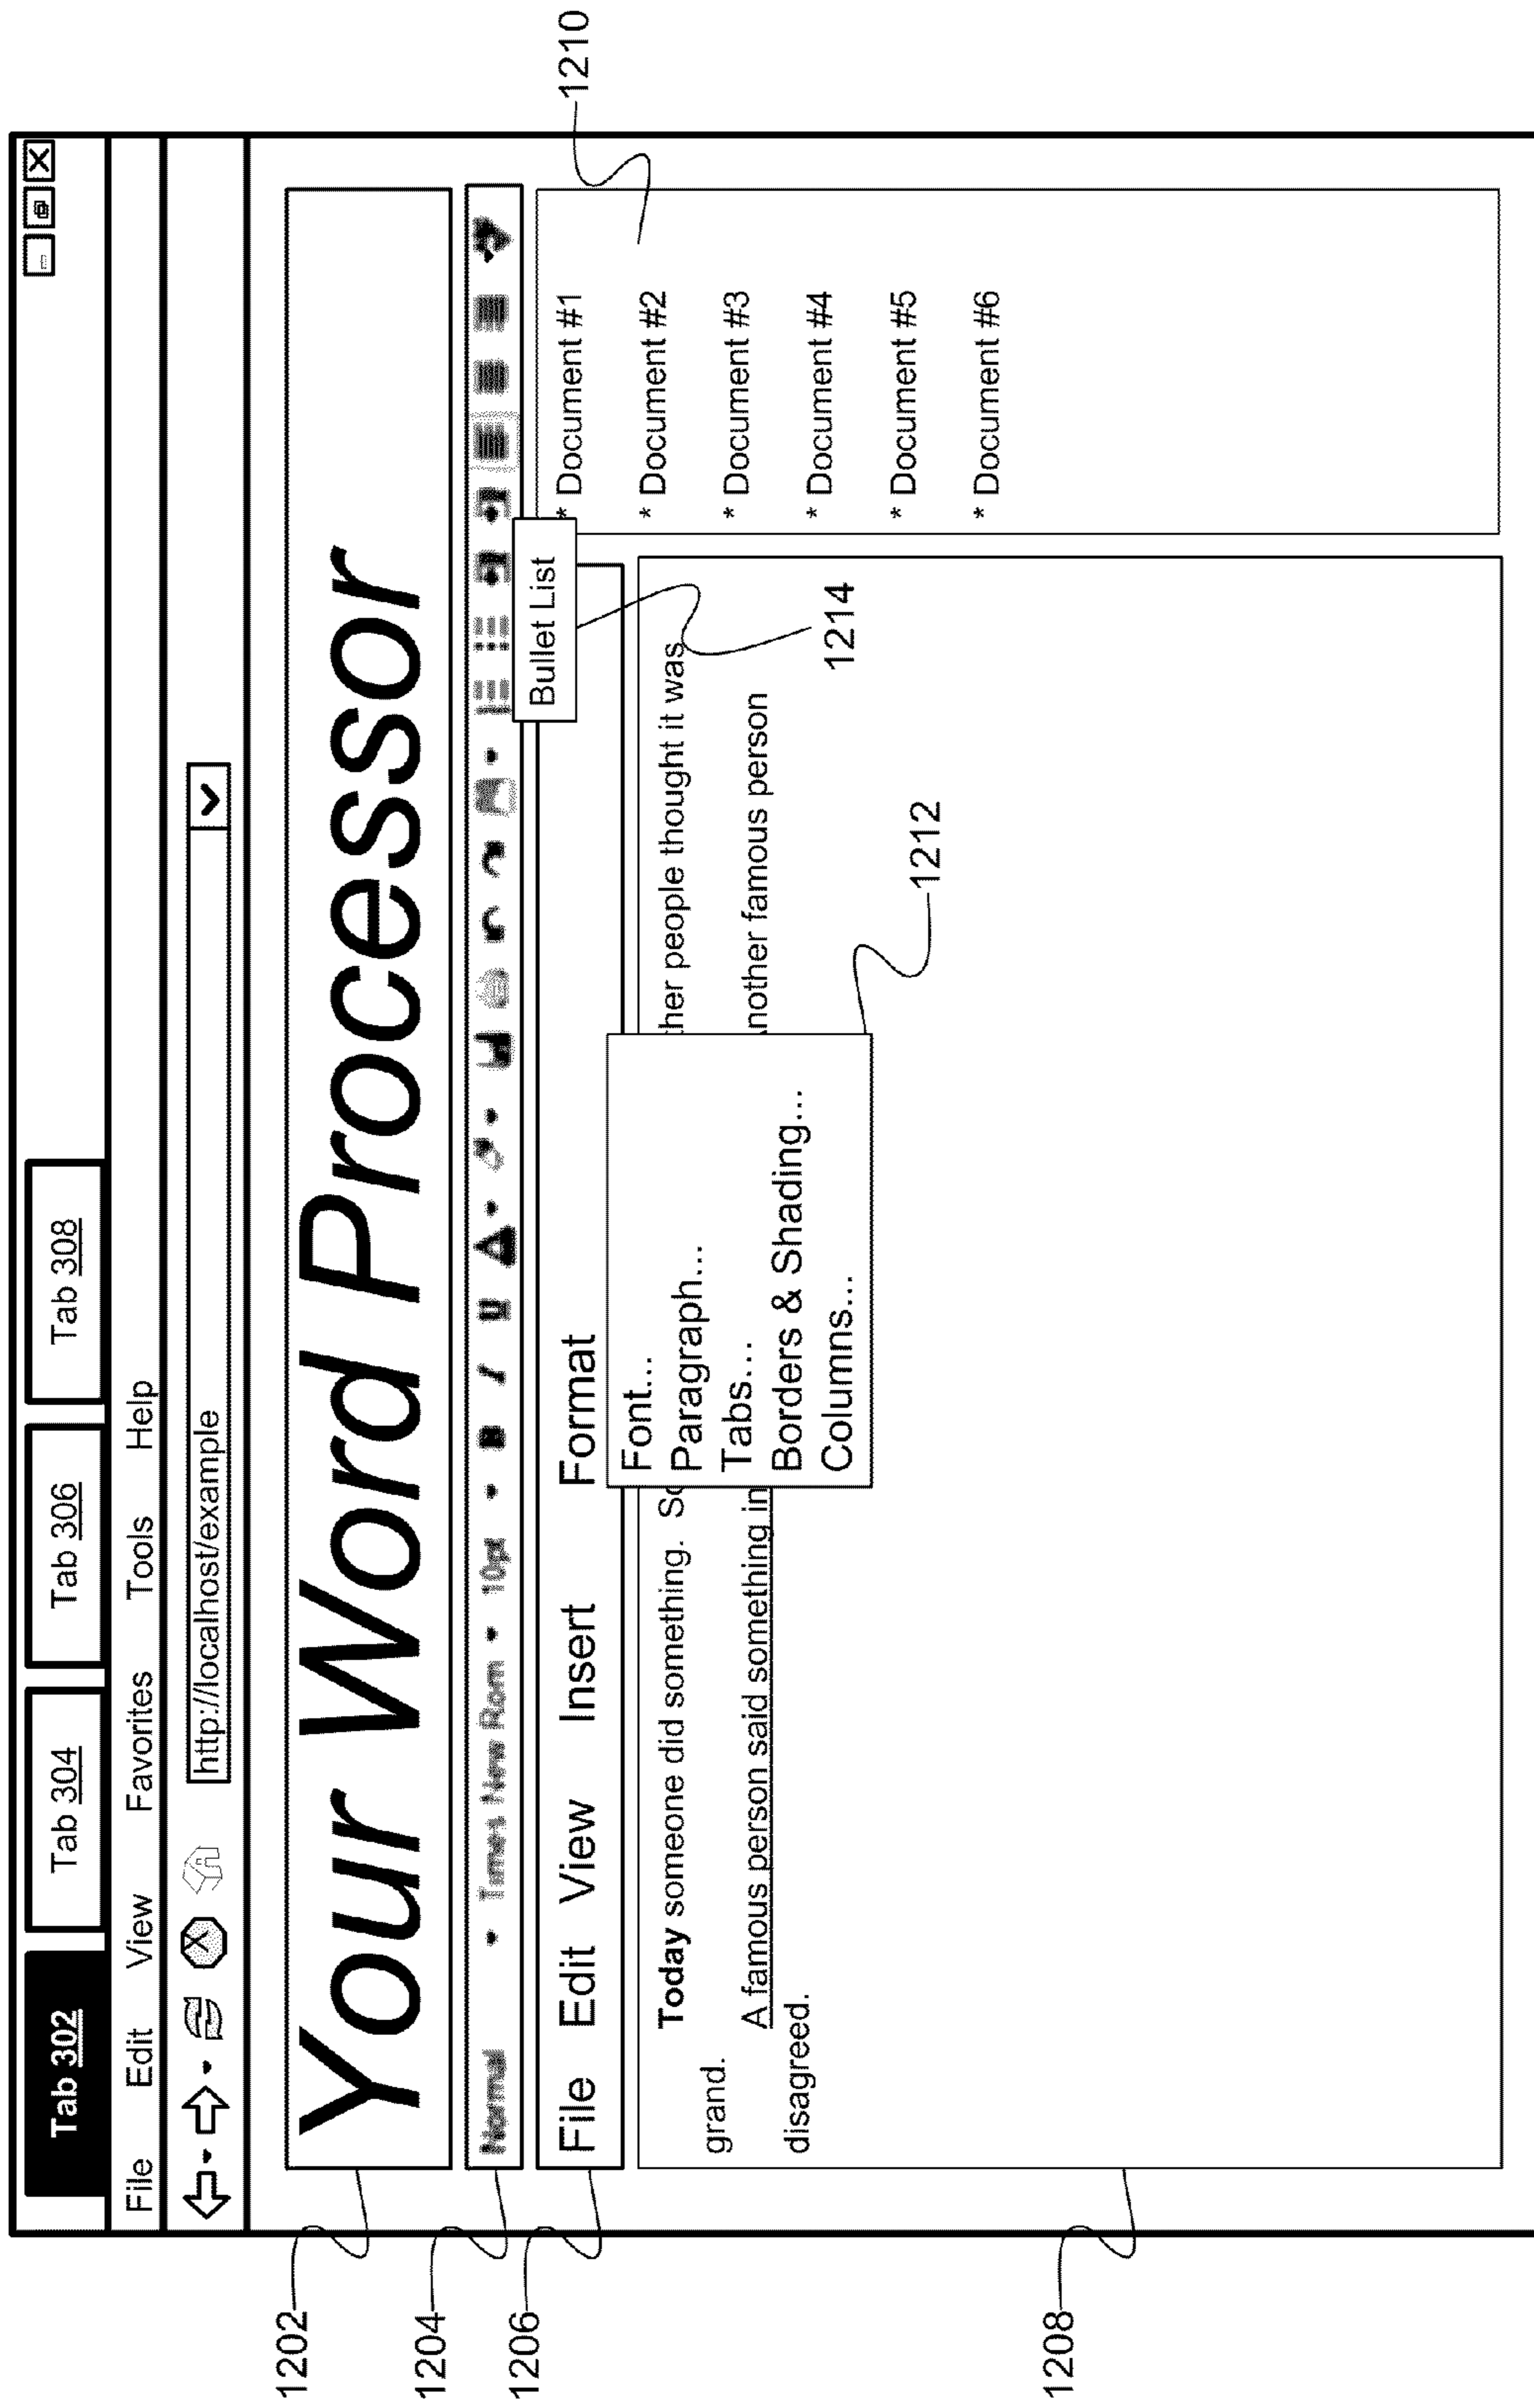 Tab 302 Tab 304 Tab 306 Tab 308
File Edit View Favorites Tools Help
X
http://localhost/example
Your Word Processor
Normal Times New Rom 10pt B I U A
Bullet List
File Edit View Insert Format
Font...
Paragraph...
Tabs...
Borders & Shading...
Columns...
Today someone did something. So
ther people thought it was
grand.
A famous person said something in
nother famous person
disagreed.
* Document #1
* Document #2
* Document #3
* Document #4
* Document #5
* Document #6
1202
1204
1206
1208
1210
1212
1214